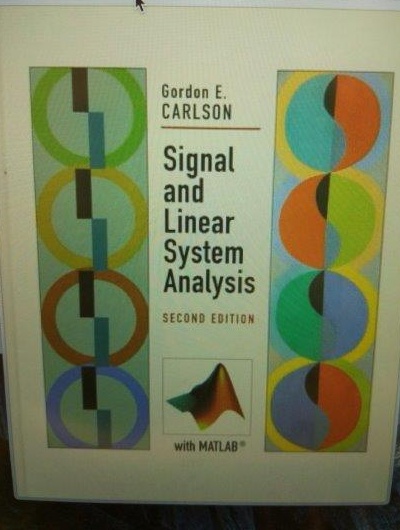 Gordon E.
CARLSON
Signal
and
Linear
System
Analysis
SECOND EDITION
with MATLAB®